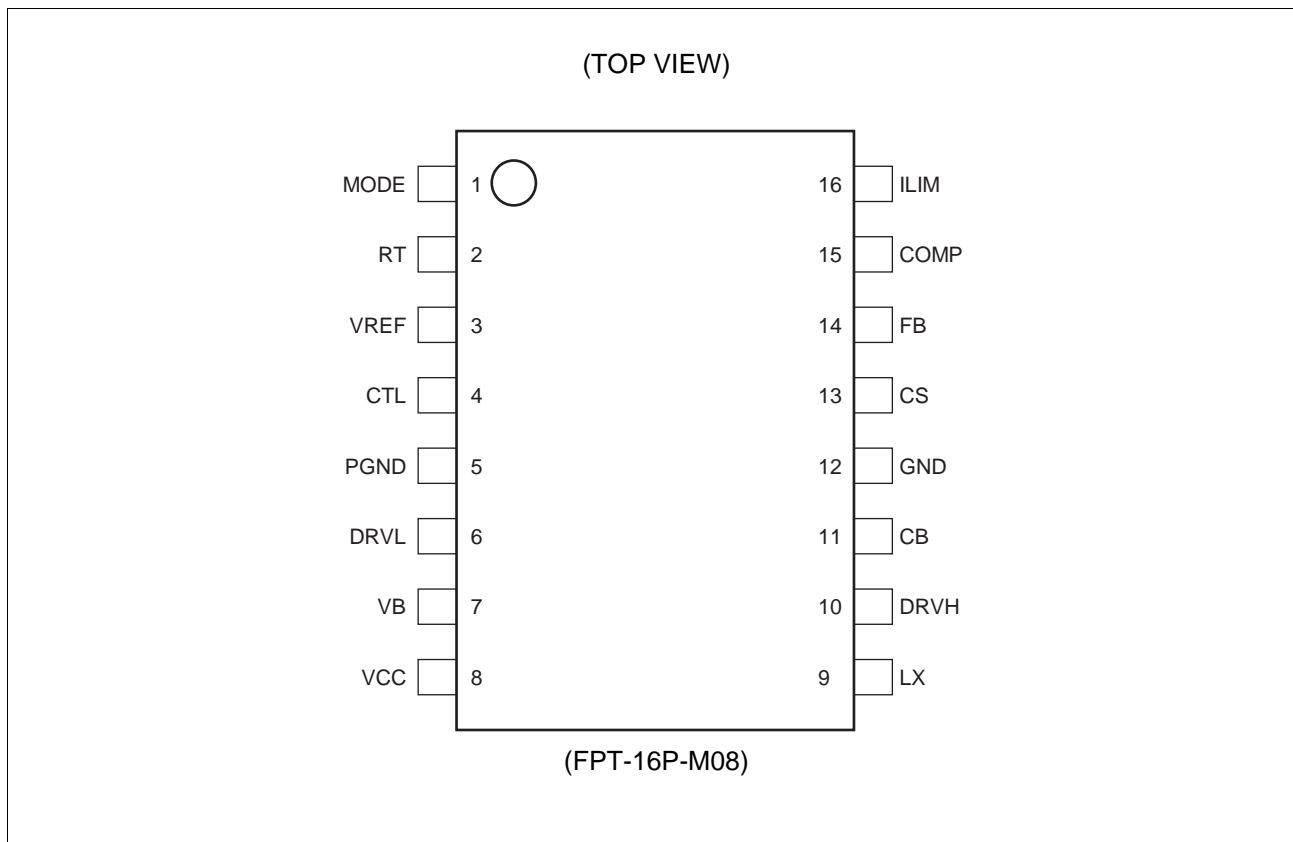 (TOP VIEW)
MODE 1 16 ILIM
RT 2 15 COMP
VREF 3 14 FB
CTL 4 13 CS
PGND 5 12 GND
DRVL 6 11 CB
VB 7 10 DRVH
VCC 8 9 LX
(FPT-16P-M08)